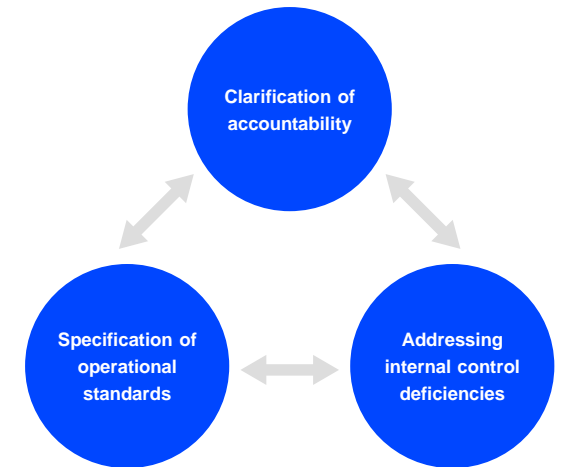 Clarification of
accountability
Specification of
operational
standards
Addressing
internal control
deficiencies